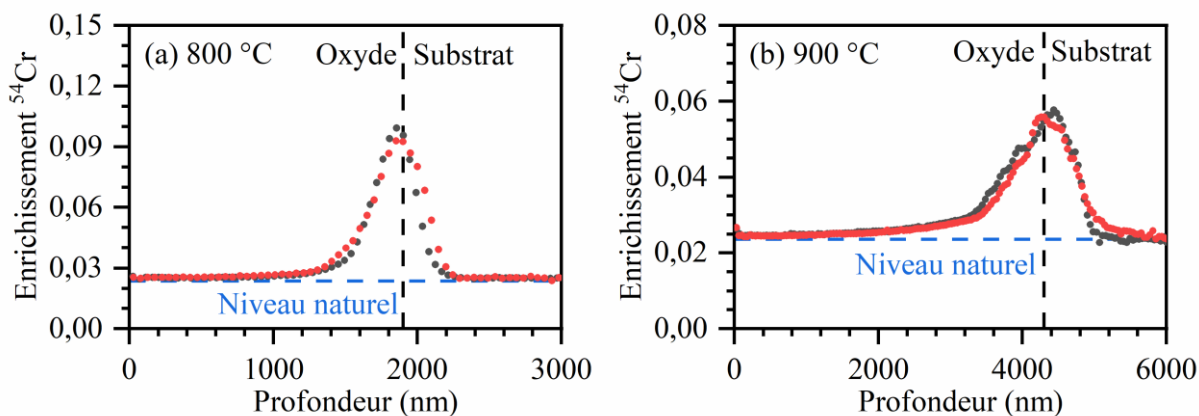 (a) 800 °C
Oxyde
Substrat
Enrichissement ⁵⁴Cr
0,15
0,12
0,09
0,06
0,03
0,00
Niveau naturel
0
1000
2000
3000
Profondeur (nm)
(b) 900 °C
Oxyde
Substrat
Enrichissement ⁵⁴Cr
0,08
0,06
0,04
0,02
0,00
Niveau naturel
0
2000
4000
6000
Profondeur (nm)